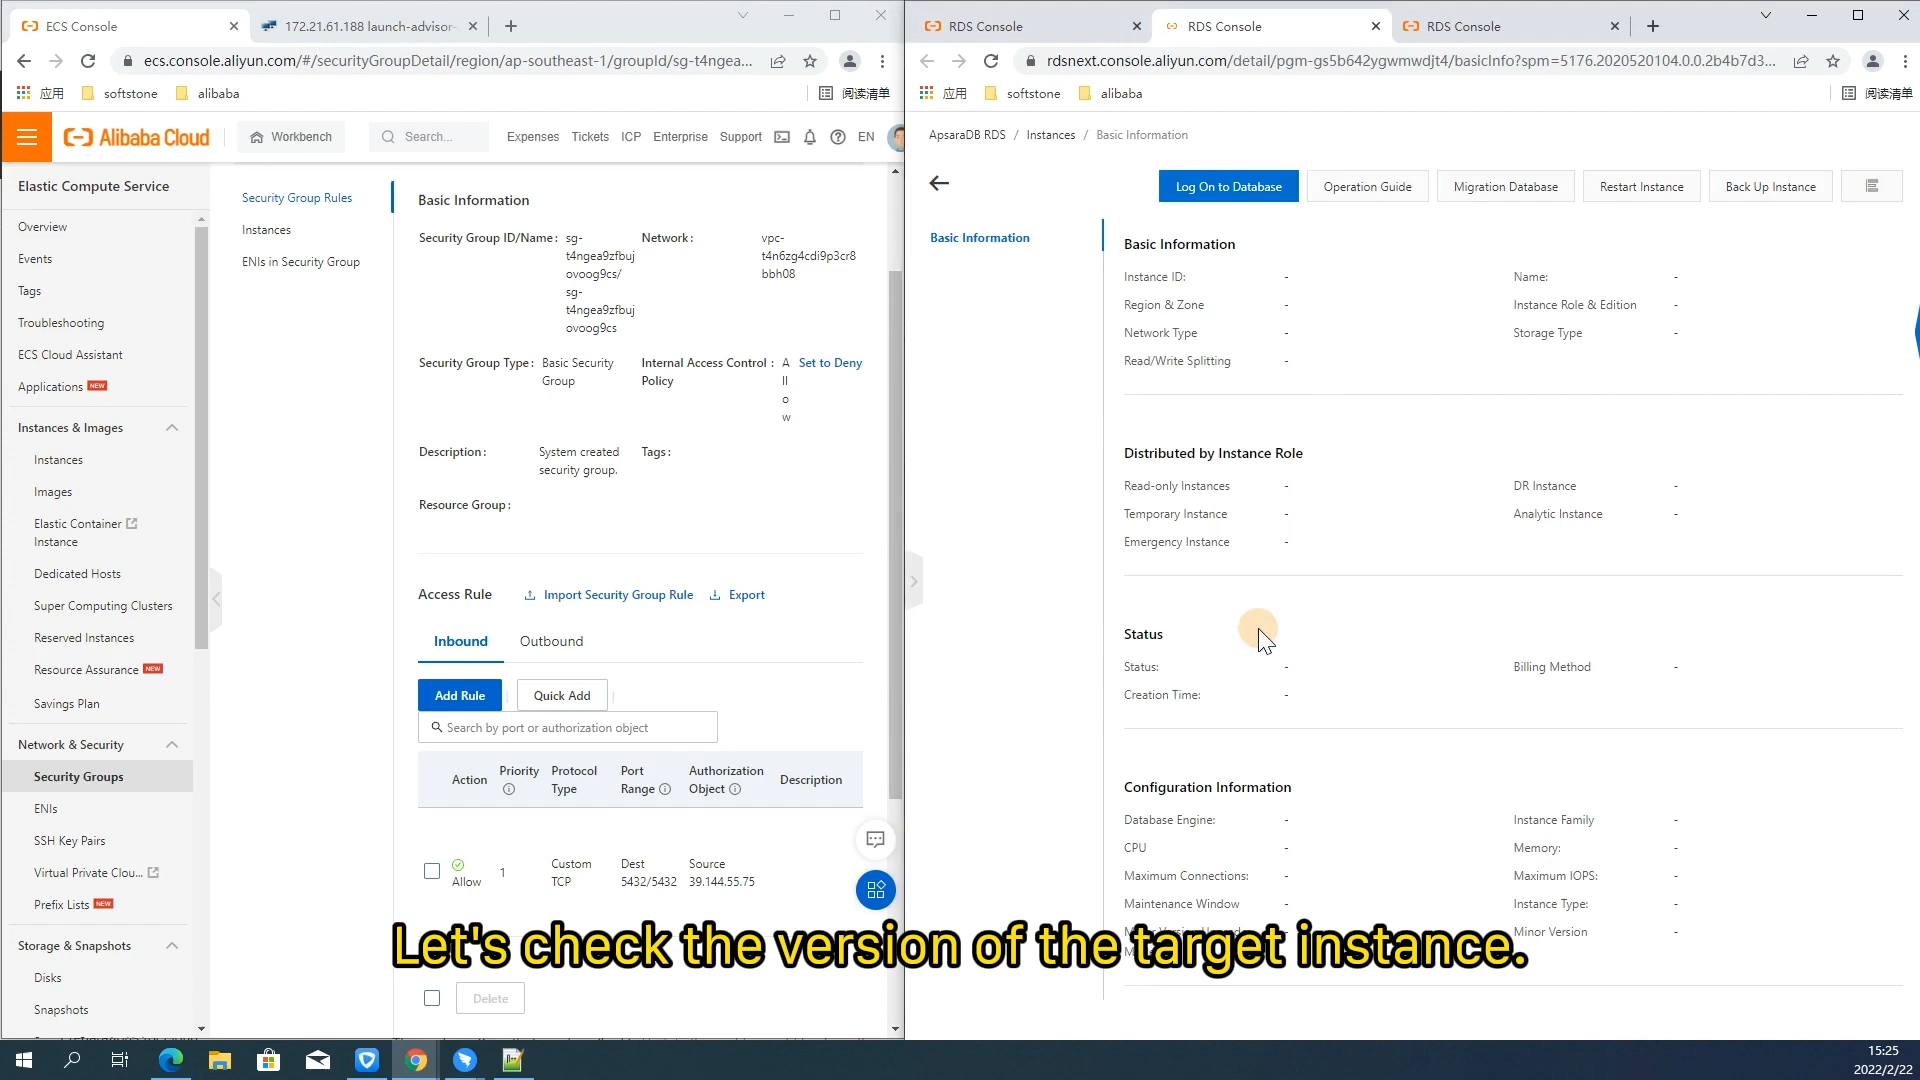 ECS Console
172.21.61.188 launch-advisor-
ecs.console.aliyun.com/#/securityGroupDetail/region/ap-southeast-1/groupId/sg-t4ngea...
应用
softstone
alibaba
阅读清单
Alibaba Cloud
Workbench
Search...
Expenses
Tickets
ICP
Enterprise
Support
EN
Elastic Compute Service
Overview
Events
Tags
Troubleshooting
ECS Cloud Assistant
Applications NEW
Instances & Images
Instances
Images
Elastic Container
Instance
Dedicated Hosts
Super Computing Clusters
Reserved Instances
Resource Assurance NEW
Savings Plan
Network & Security
Security Groups
ENIs
SSH Key Pairs
Virtual Private Clou...
Prefix Lists NEW
Storage & Snapshots
Disks
Snapshots
Security Group Rules
Instances
ENIs in Security Group
Basic Information
Security Group ID/Name: sg-
t4ngea9zfbuj
ovoog9cs/
sg-
t4ngea9zfbuj
ovoog9cs
Network: vpc-
t4n6zg4cdi9p3cr8
bbh08
Security Group Type: Basic Security
Group
Internal Access Control :
Policy
A
ll
o
w
Set to Deny
Description: System created
security group.
Tags:
Resource Group:
Access Rule
Import Security Group Rule
Export
Inbound
Outbound
Add Rule
Quick Add
Search by port or authorization object
Action
Priority
Protocol
Type
Port
Range
Authorization
Object
Description
Allow
1
Custom
TCP
Dest
5432/5432
Source
39.144.55.75
Delete
RDS Console
RDS Console
RDS Console
rdsnext.console.aliyun.com/detail/pgm-gs5b642ygwmwdjt4/basicInfo?spm=5176.2020520104.0.0.2b4b7d3...
应用
softstone
alibaba
阅读清单
ApsaraDB RDS / Instances / Basic Information
Log On to Database
Operation Guide
Migration Database
Restart Instance
Back Up Instance
Basic Information
Basic Information
Instance ID: -
Name: -
Region & Zone -
Instance Role & Edition -
Network Type -
Storage Type -
Read/Write Splitting -
Distributed by Instance Role
Read-only Instances -
DR Instance -
Temporary Instance -
Analytic Instance -
Emergency Instance -
Status
Status: -
Billing Method -
Creation Time: -
Configuration Information
Database Engine: -
Instance Family -
CPU -
Memory: -
Maximum Connections: -
Maximum IOPS: -
Maintenance Window -
Instance Type: -
Minor Version -
Let's check the version of the target instance.
15:25
2022/2/22